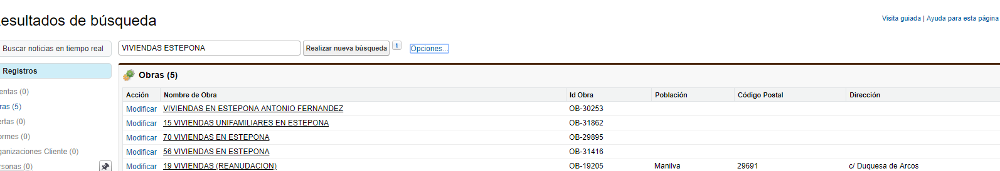 esultados de búsqueda
Visita guiada | Ayuda para esta página
Buscar noticias en tiempo real
VIVIENDAS ESTEPONA
Realizar nueva búsqueda
i
Opciones...
Registros
entas (0)
ras (5)
ertas (0)
ormes (0)
ganizaciones Cliente (0)
ersonas (0)
Obras (5)
Acción Nombre de Obra Id Obra Población Código Postal Dirección
Modificar VIVIENDAS EN ESTEPONA ANTONIO FERNANDEZ OB-30253
Modificar 15 VIVIENDAS UNIFAMILIARES EN ESTEPONA OB-31862
Modificar 70 VIVIENDAS EN ESTEPONA OB-29895
Modificar 56 VIVIENDAS EN ESTEPONA OB-31416
Modificar 19 VIVIENDAS (REANUDACION) OB-19205 Manilva 29691 c/ Duquesa de Arcos